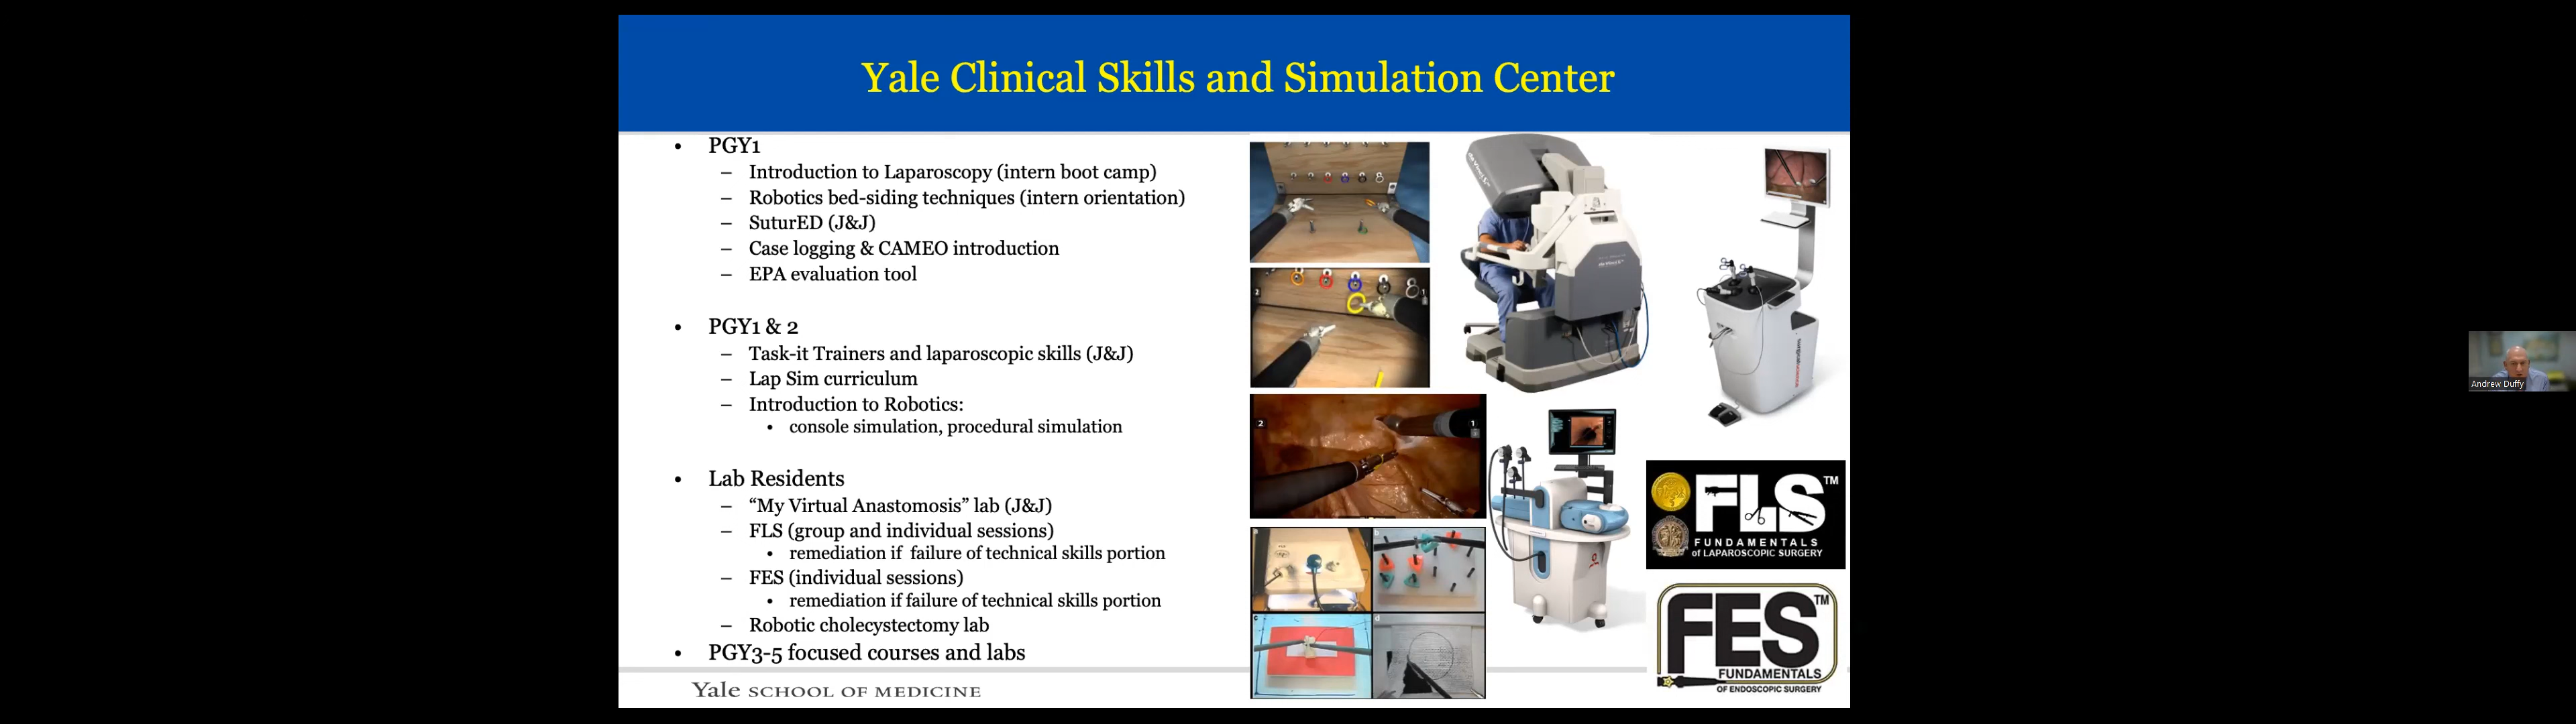 Yale Clinical Skills and Simulation Center
• PGY1
– Introduction to Laparoscopy (intern boot camp)
– Robotics bed-siding techniques (intern orientation)
– SuturED (J&J)
– Case logging & CAMEO introduction
– EPA evaluation tool
• PGY1 & 2
– Task-it Trainers and laparoscopic skills (J&J)
– Lap Sim curriculum
– Introduction to Robotics:
• console simulation, procedural simulation
• Lab Residents
– “My Virtual Anastomosis” lab (J&J)
– FLS (group and individual sessions)
• remediation if failure of technical skills portion
– FES (individual sessions)
• remediation if failure of technical skills portion
– Robotic cholecystectomy lab
• PGY3-5 focused courses and labs
Yale SCHOOL OF MEDICINE
2
1
FLS™
FUNDAMENTALS
of LAPAROSCOPIC SURGERY
FES™
FUNDAMENTALS
OF ENDOSCOPIC SURGERY
Andrew Duffy